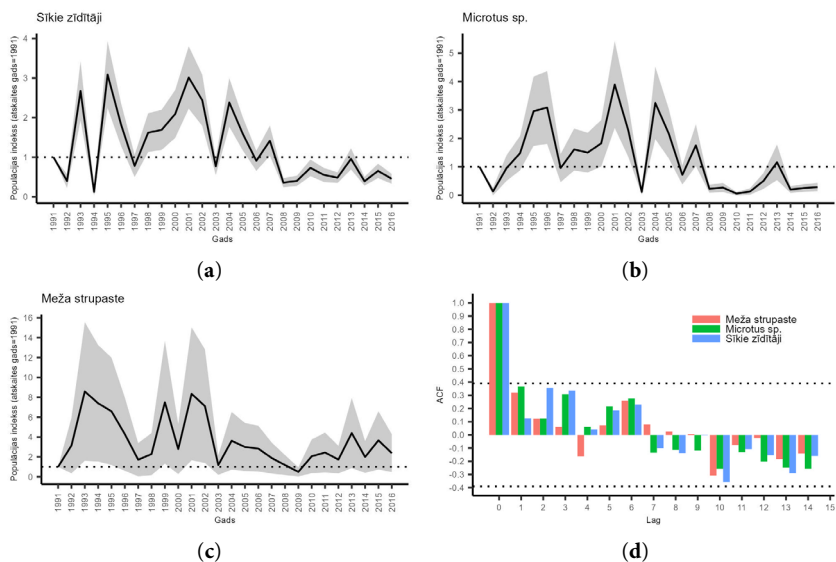 Sīkie zīdītāji
Populācijas indekss (atskaites gads=1991)
4
3
2
1
0
1991 1992 1993 1994 1995 1996 1997 1998 1999 2000 2001 2002 2003 2004 2005 2006 2007 2008 2009 2010 2011 2012 2013 2014 2015 2016
Gads
(a)
Microtus sp.
Populācijas indekss (atskaites gads=1991)
5
4
3
2
1
0
1991 1992 1993 1994 1995 1996 1997 1998 1999 2000 2001 2002 2003 2004 2005 2006 2007 2008 2009 2010 2011 2012 2013 2014 2015 2016
Gads
(b)
Meža strupaste
Populācijas indekss (atskaites gads=1991)
16
14
12
10
8
6
4
2
0
1991 1992 1993 1994 1995 1996 1997 1998 1999 2000 2001 2002 2003 2004 2005 2006 2007 2008 2009 2010 2011 2012 2013 2014 2015 2016
Gads
(c)
ACF
1.0
0.9
0.8
0.7
0.6
0.5
0.4
0.3
0.2
0.1
0.0
-0.1
-0.2
-0.3
-0.4
Meža strupaste
Microtus sp.
Sīkie zīdītāji
0 1 2 3 4 5 6 7 8 9 10 11 12 13 14 15
Lag
(d)